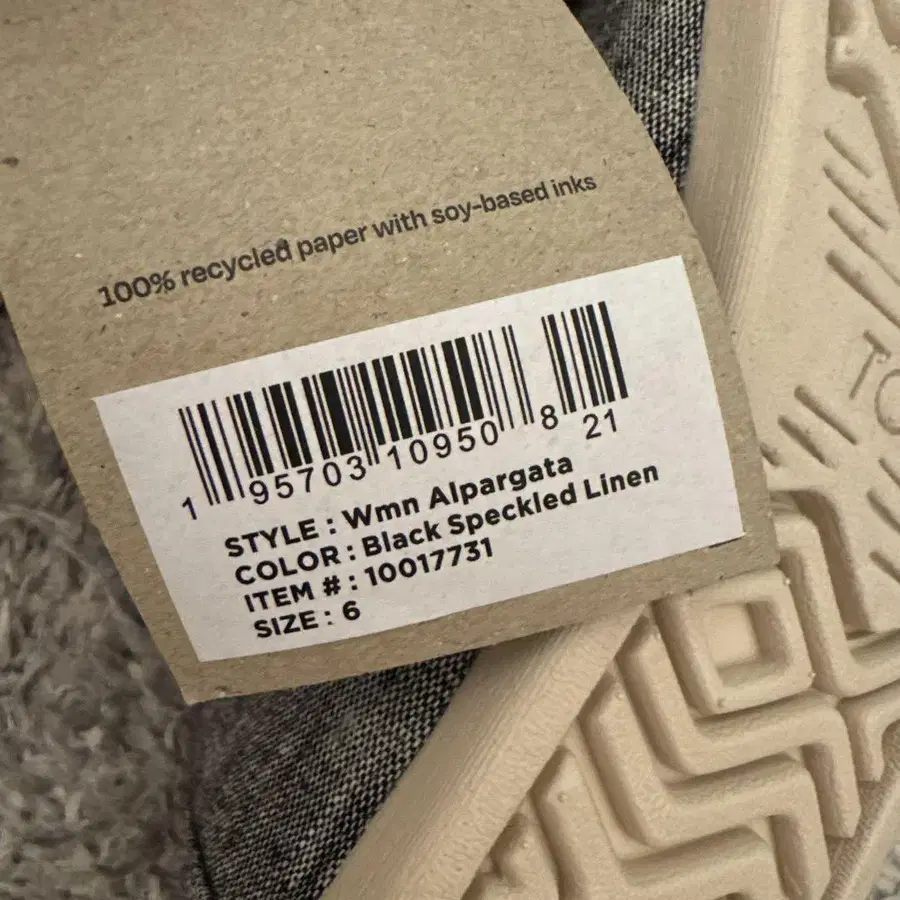 100% recycled paper with soy-based inks
1 95703 10950 8 21
STYLE : Wmn Alpargata
COLOR : Black Speckled Linen
ITEM # : 10017731
SIZE : 6
TO